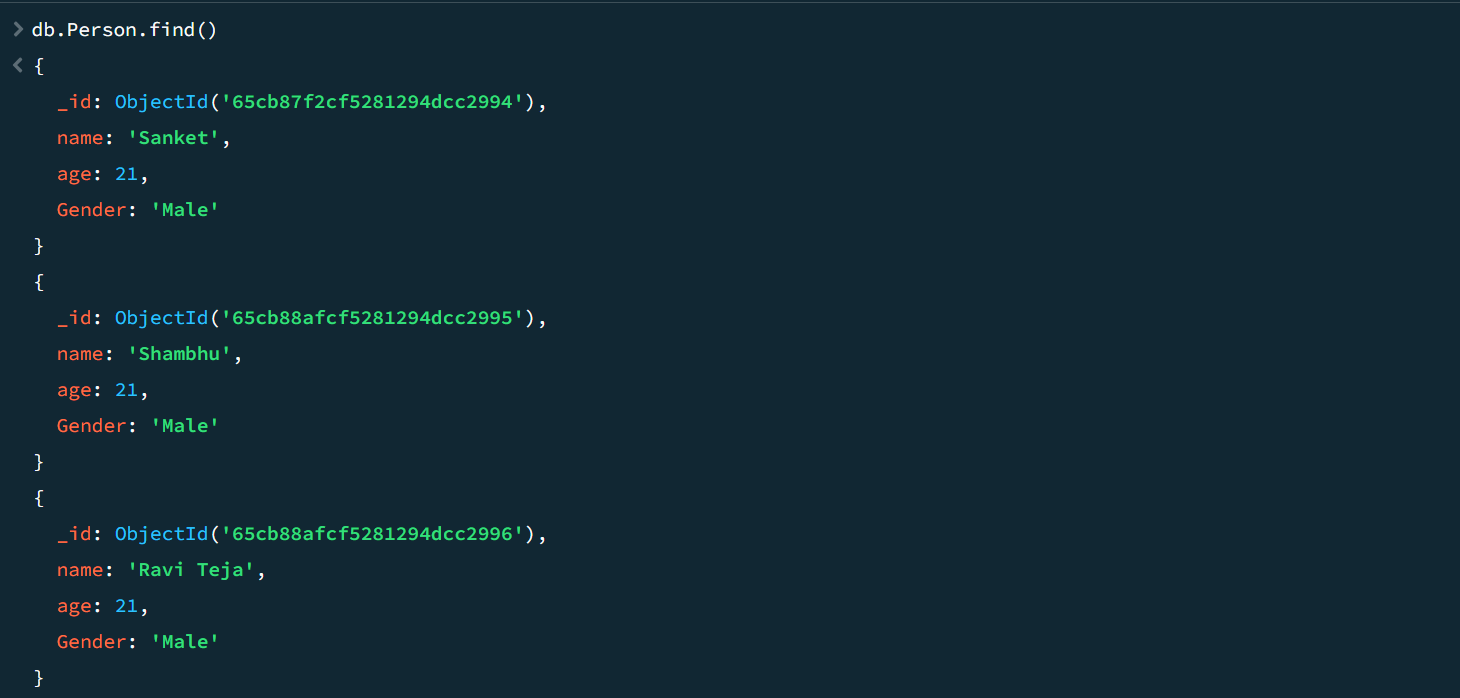 db.Person.find()
{
_id: ObjectId('65cb87f2cf5281294dcc2994'),
name: 'Sanket',
age: 21,
Gender: 'Male'
}
{
_id: ObjectId('65cb88afcf5281294dcc2995'),
name: 'Shambhu',
age: 21,
Gender: 'Male'
}
{
_id: ObjectId('65cb88afcf5281294dcc2996'),
name: 'Ravi Teja',
age: 21,
Gender: 'Male'
}